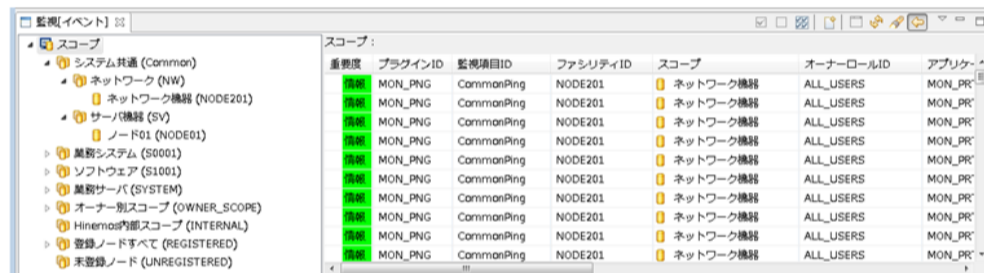 監視[イベント]
スコープ
システム共通 (Common)
ネットワーク (NW)
ネットワーク機器 (NODE201)
サーバ機器 (SV)
ノード01 (NODE01)
業務システム (S0001)
ソフトウェア (S1001)
業務サーバ (SYSTEM)
オーナー別スコープ (OWNER_SCOPE)
Hinemos内部スコープ (INTERNAL)
登録ノードすべて (REGISTERED)
未登録ノード (UNREGISTERED)
スコープ :
重要度 プラグインID 監視項目ID ファシリティID スコープ オーナーロールID アプリケー
情報 MON_PNG CommonPing NODE201 ネットワーク機器 ALL_USERS MON_PR
情報 MON_PNG CommonPing NODE201 ネットワーク機器 ALL_USERS MON_PR
情報 MON_PNG CommonPing NODE201 ネットワーク機器 ALL_USERS MON_PR
情報 MON_PNG CommonPing NODE201 ネットワーク機器 ALL_USERS MON_PR
情報 MON_PNG CommonPing NODE201 ネットワーク機器 ALL_USERS MON_PR
情報 MON_PNG CommonPing NODE201 ネットワーク機器 ALL_USERS MON_PR
情報 MON_PNG CommonPing NODE201 ネットワーク機器 ALL_USERS MON_PR
情報 MON_PNG CommonPing NODE201 ネットワーク機器 ALL_USERS MON_PR
情報 MON_PNG CommonPing NODE201 ネットワーク機器 ALL_USERS MON_PR
情報 MON_PNG CommonPing NODE201 ネットワーク機器 ALL_USERS MON_PR